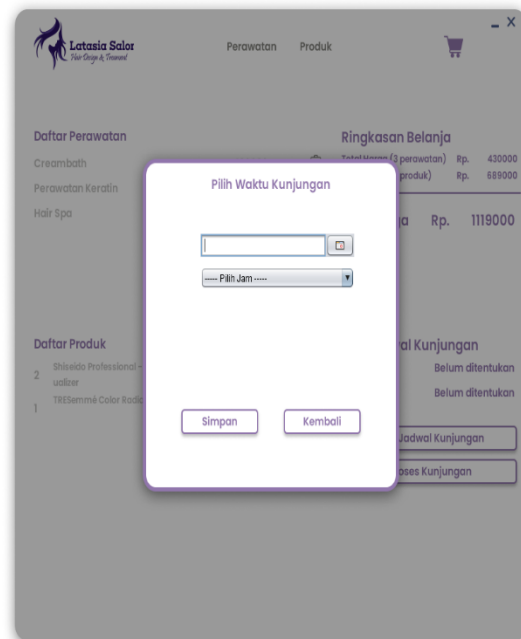 Latasia Salon
Hair Design & Treatment
Perawatan Produk
Daftar Perawatan
Creambath
Perawatan Keratin
Hair Spa
Ringkasan Belanja
Total Harga (3 perawatan) Rp. 430000
produk) Rp. 689000
Rp. 1119000
Pilih Waktu Kunjungan
----- Pilih Jam -----
Simpan Kembali
Daftar Produk
2 Shiseido Professional -
ualizer
1 TRESemmé Color Radi
al Kunjungan
Belum ditentukan
Belum ditentukan
Jadwal Kunjungan
oses Kunjungan